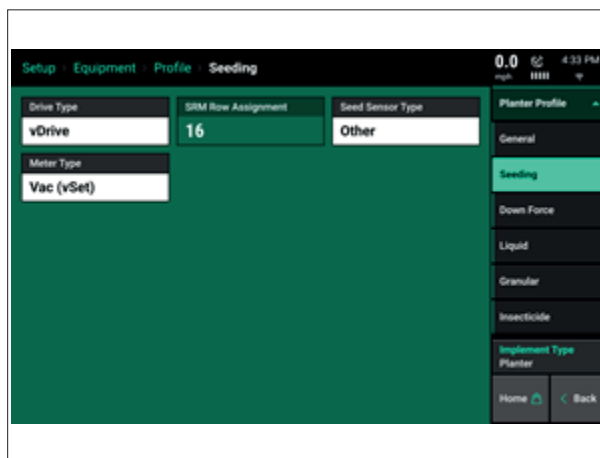 Setup Equipment Profile Seeding
0.0
mph
4:33 PM
Drive Type
vDrive
SRM Row Assignment
16
Seed Sensor Type
Other
Meter Type
Vac (vSet)
Planter Profile
General
Seeding
Down Force
Liquid
Granular
Insecticide
Implement Type
Planter
Home
< Back